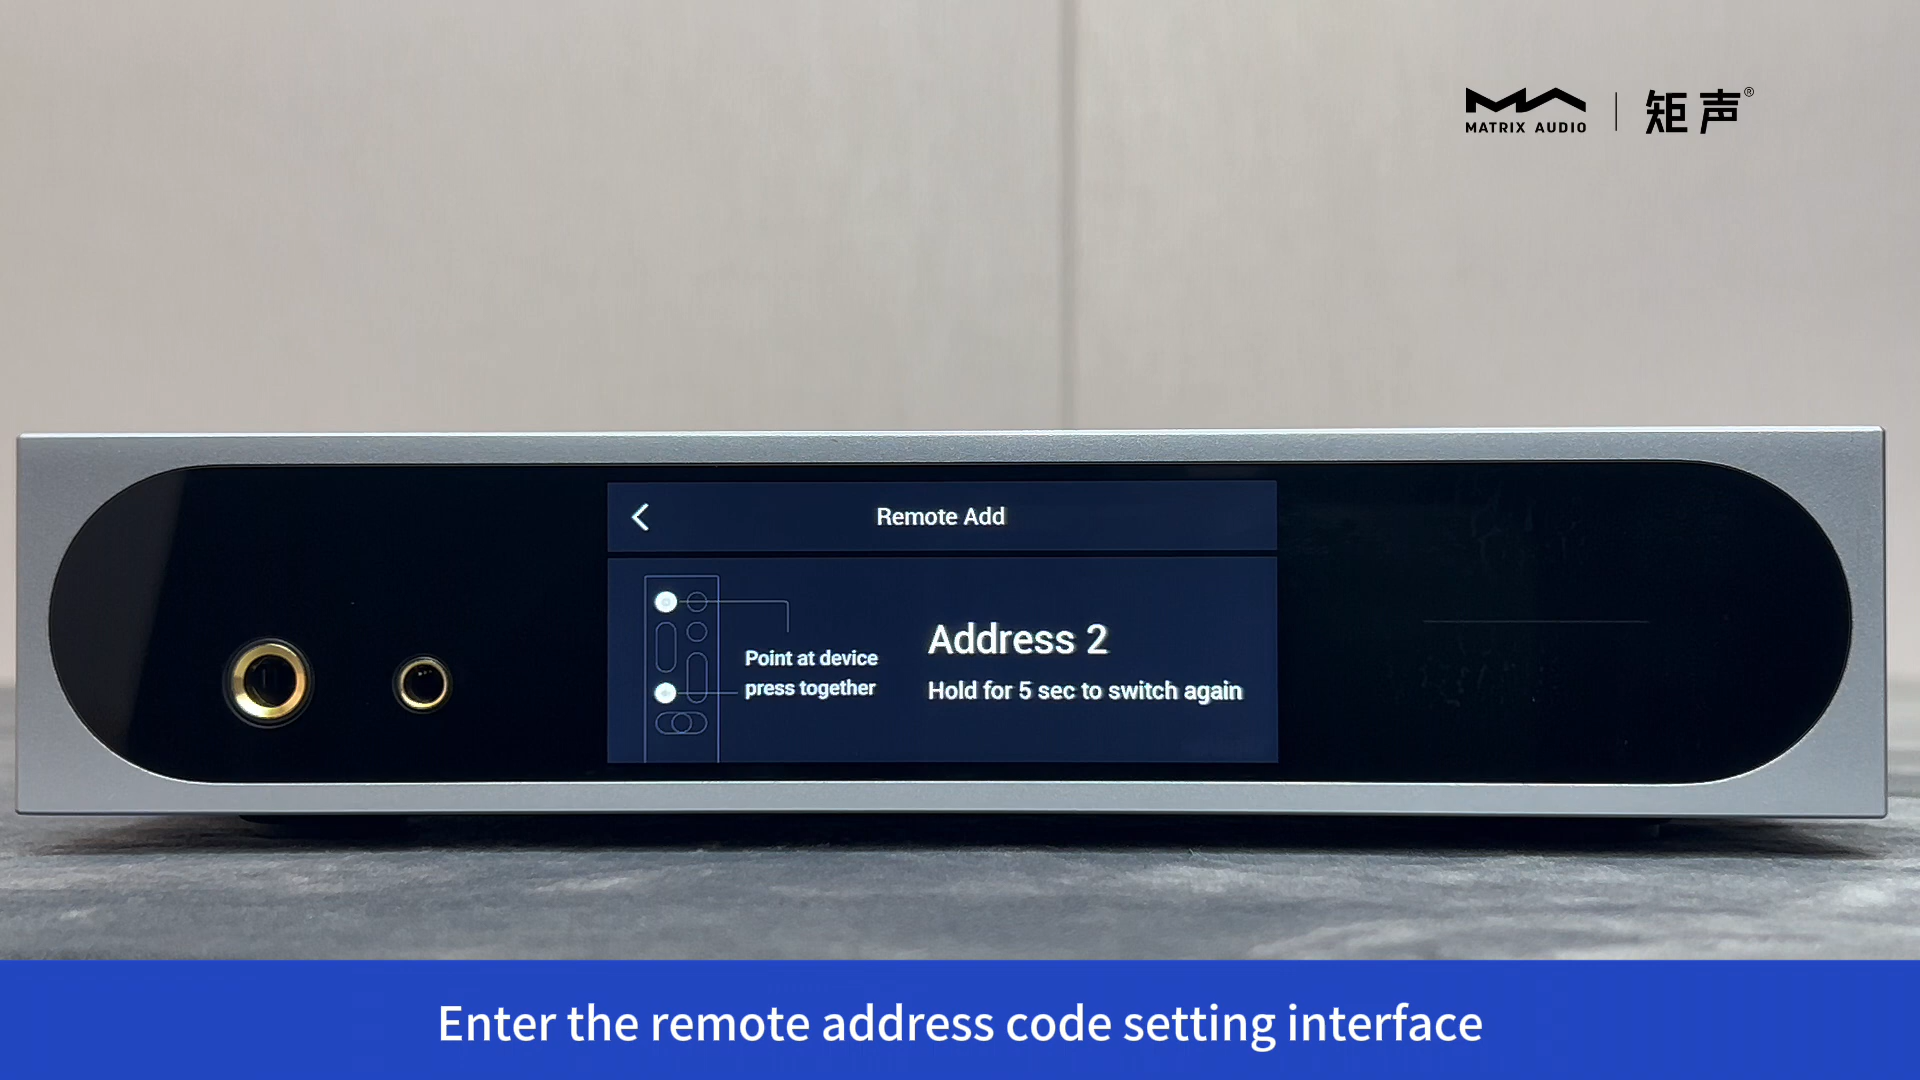 MATRIX AUDIO
矩声®
Remote Add
Point at device
press together
Address 2
Hold for 5 sec to switch again
Enter the remote address code setting interface